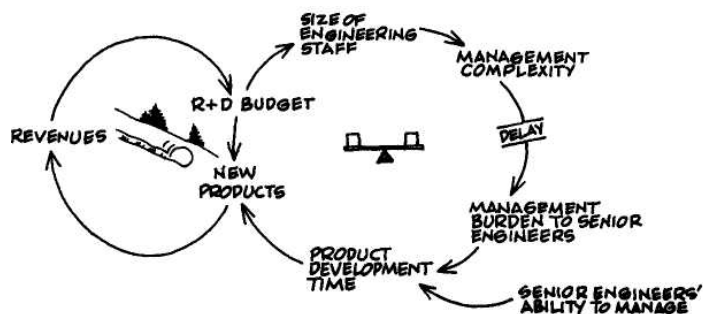 SIZE OF
ENGINEERING
STAFF
MANAGEMENT
COMPLEXITY
R+D BUDGET
REVENUES
DELAY
NEW
PRODUCTS
MANAGEMENT
BURDEN TO SENIOR
ENGINEERS
PRODUCT
DEVELOPMENT
TIME
SENIOR ENGINEERS'
ABILITY TO MANAGE